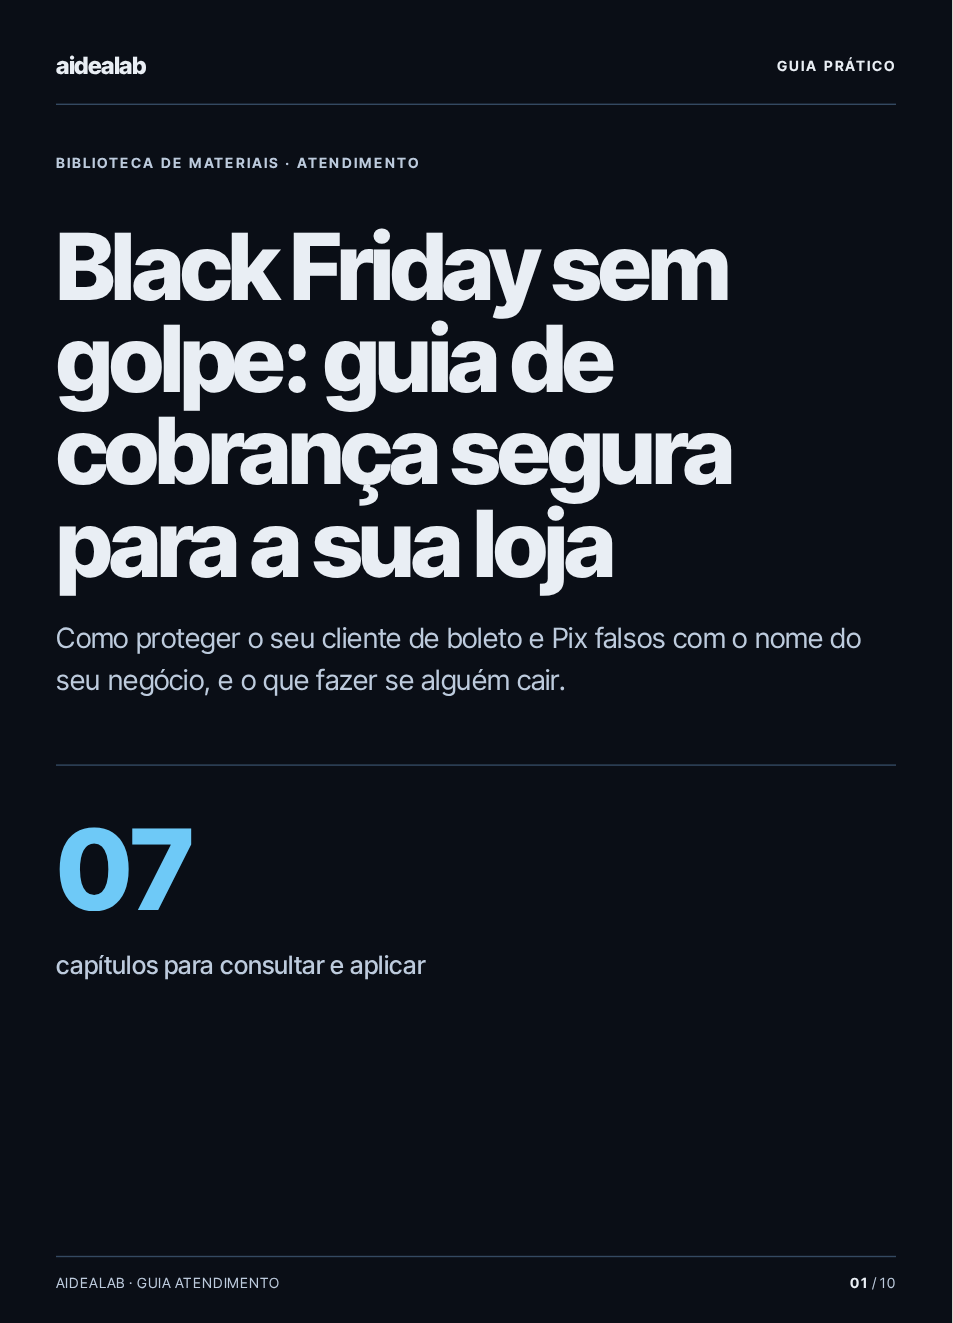 aidealab
GUIA PRÁTICO
BIBLIOTECA DE MATERIAIS · ATENDIMENTO
Black Friday sem
golpe: guia de
cobrança segura
para a sua loja
Como proteger o seu cliente de boleto e Pix falsos com o nome do
seu negócio, e o que fazer se alguém cair.
07
capítulos para consultar e aplicar
AIDEALAB · GUIA ATENDIMENTO
01 / 10